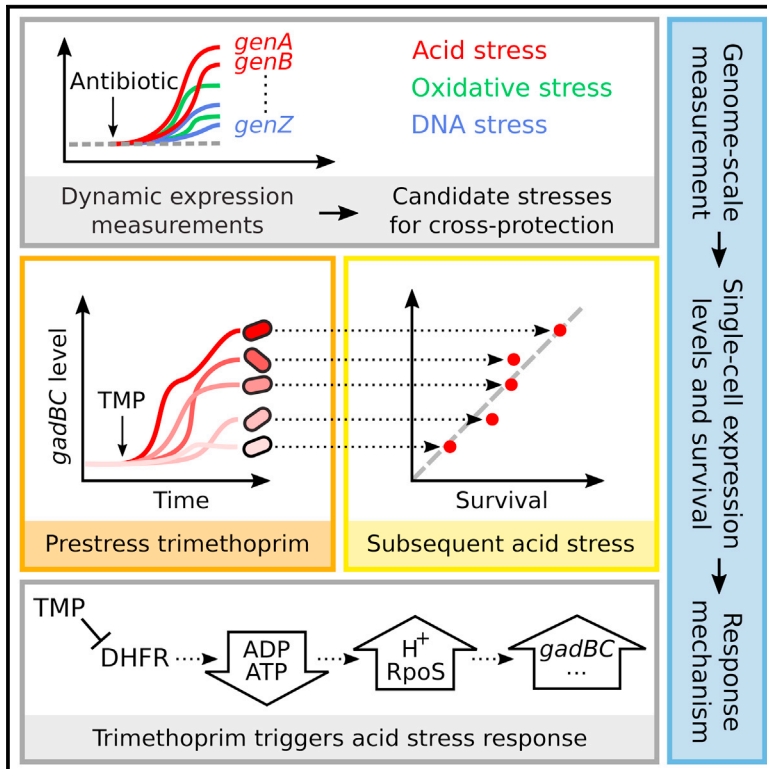 genA
genB
genZ
Antibiotic
Acid stress
Oxidative stress
DNA stress
Dynamic expression
measurements
Candidate stresses
for cross-protection
gadBC level
TMP
Time
Prestress trimethoprim
Survival
Subsequent acid stress
TMP
DHFR
ADP
ATP
H+
RpoS
gadBC
...
Trimethoprim triggers acid stress response
Genome-scale
measurement
Single-cell expression
levels and survival
Response
mechanism